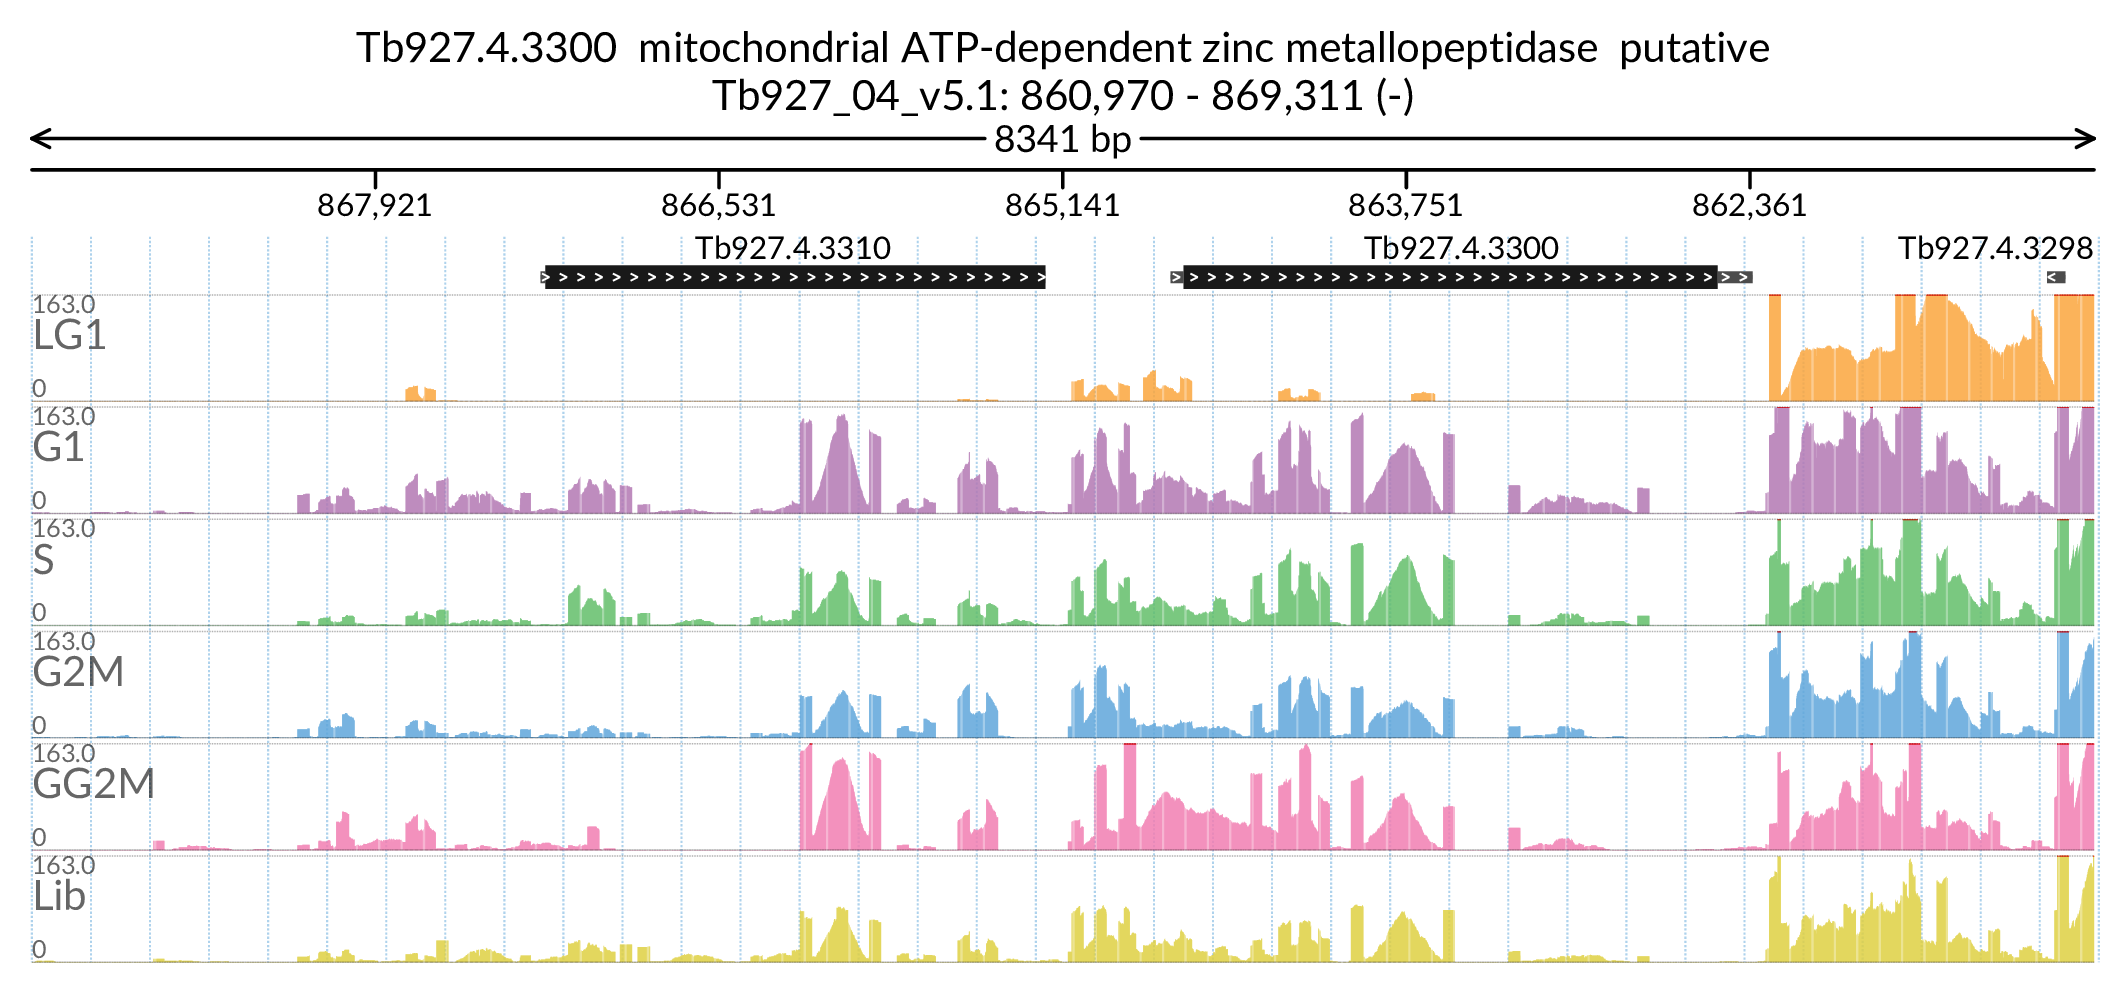 Tb927.4.3300  mitochondrial ATP-dependent zinc metallopeptidase  putative
Tb927_04_v5.1: 860,970 - 869,311 (-)
8341 bp
867,921 866,531 865,141 863,751 862,361
Tb927.4.3310 Tb927.4.3300 Tb927.4.3298
163.0
LG1
0
163.0
G1
0
163.0
S
0
163.0
G2M
0
163.0
GG2M
0
163.0
Lib
0